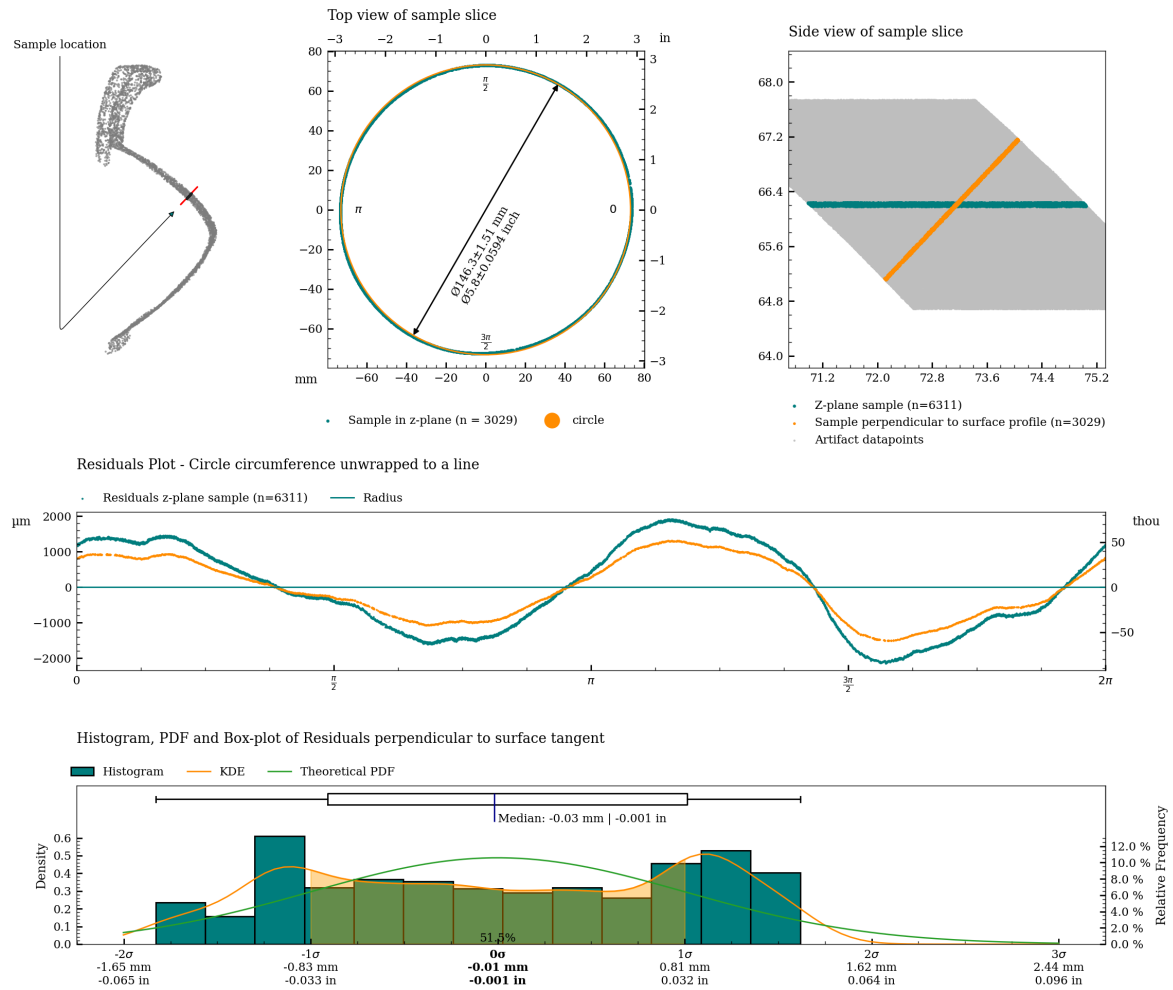 Sample location
Top view of sample slice
−3 −2 −1 0 1 2 3 in
80
60
40
20
0
−20
−40
−60
3
2
1
0
−1
−2
−3
π/2
π
0
3π/2
Ø146.3±1.51 mm
Ø5.8±0.0594 inch
mm −60 −40 −20 0 20 40 60 80
Sample in z-plane (n = 3029) circle
Side view of sample slice
68.0
67.2
66.4
65.6
64.8
64.0
71.2 72.0 72.8 73.6 74.4 75.2
Z-plane sample (n=6311)
Sample perpendicular to surface profile (n=3029)
Artifact datapoints
Residuals Plot - Circle circumference unwrapped to a line
Residuals z-plane sample (n=6311) Radius
µm thou
2000
1000
0
−1000
−2000
50
0
−50
0 π/2 π 3π/2 2π
Histogram, PDF and Box-plot of Residuals perpendicular to surface tangent
Histogram KDE Theoretical PDF
Median: -0.03 mm | -0.001 in
Density
0.6
0.5
0.4
0.3
0.2
0.1
0.0
Relative Frequency
12.0 %
10.0 %
8.0 %
6.0 %
4.0 %
2.0 %
0.0 %
51.5%
-2σ -1σ 0σ 1σ 2σ 3σ
-1.65 mm -0.83 mm -0.01 mm 0.81 mm 1.62 mm 2.44 mm
-0.065 in -0.033 in -0.001 in 0.032 in 0.064 in 0.096 in